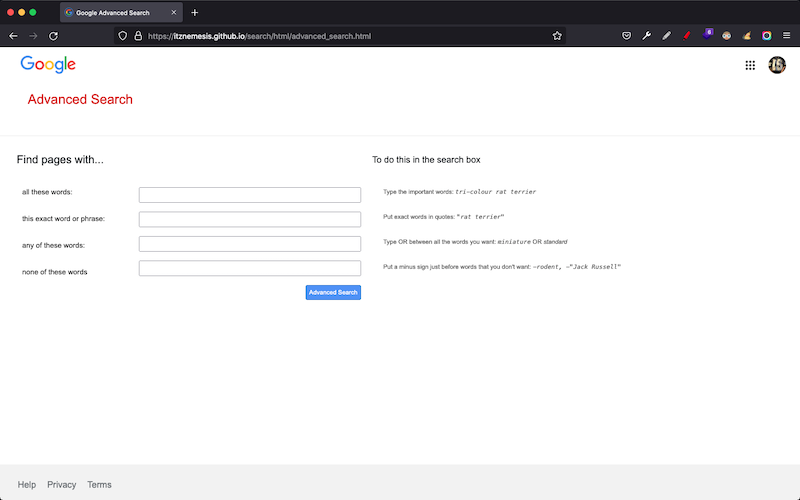 Google Advanced Search
https://itznemesis.github.io/search/html/advanced_search.html
6
Google
Advanced Search
Find pages with...
To do this in the search box
all these words:
Type the important words: tri-colour rat terrier
this exact word or phrase:
Put exact words in quotes: "rat terrier"
any of these words:
Type OR between all the words you want: miniature OR standard
none of these words
Put a minus sign just before words that you don't want: -rodent, -"Jack Russell"
Advanced Search
Help Privacy Terms